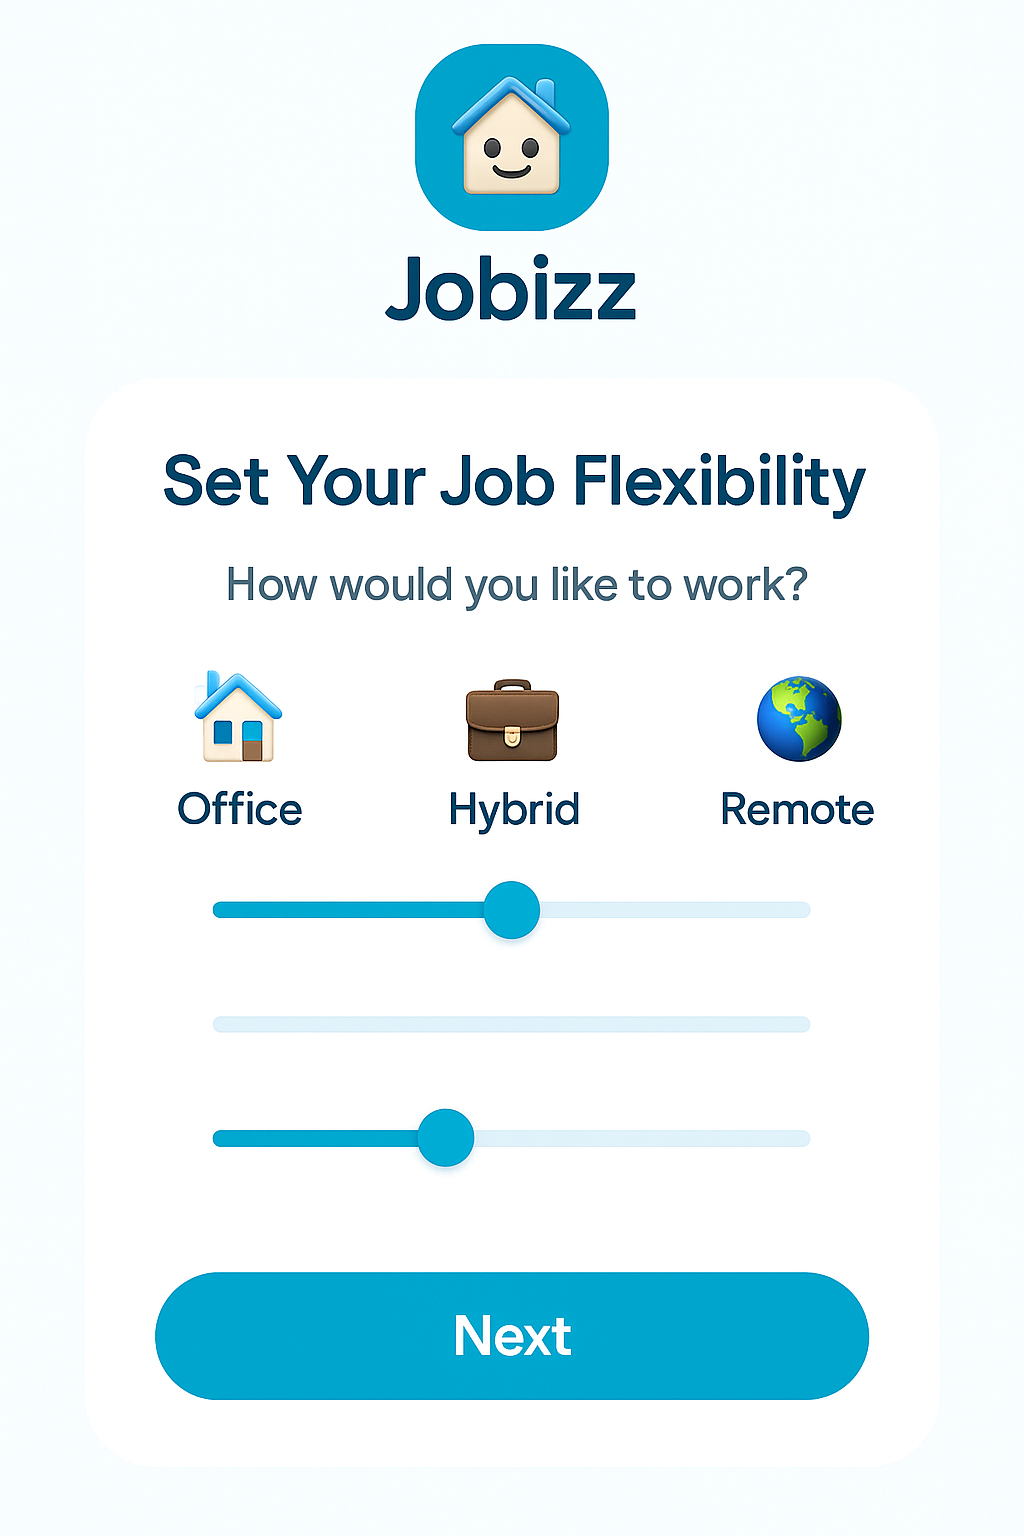 Jobizz
Set Your Job Flexibility
How would you like to work?
Office Hybrid Remote
Next